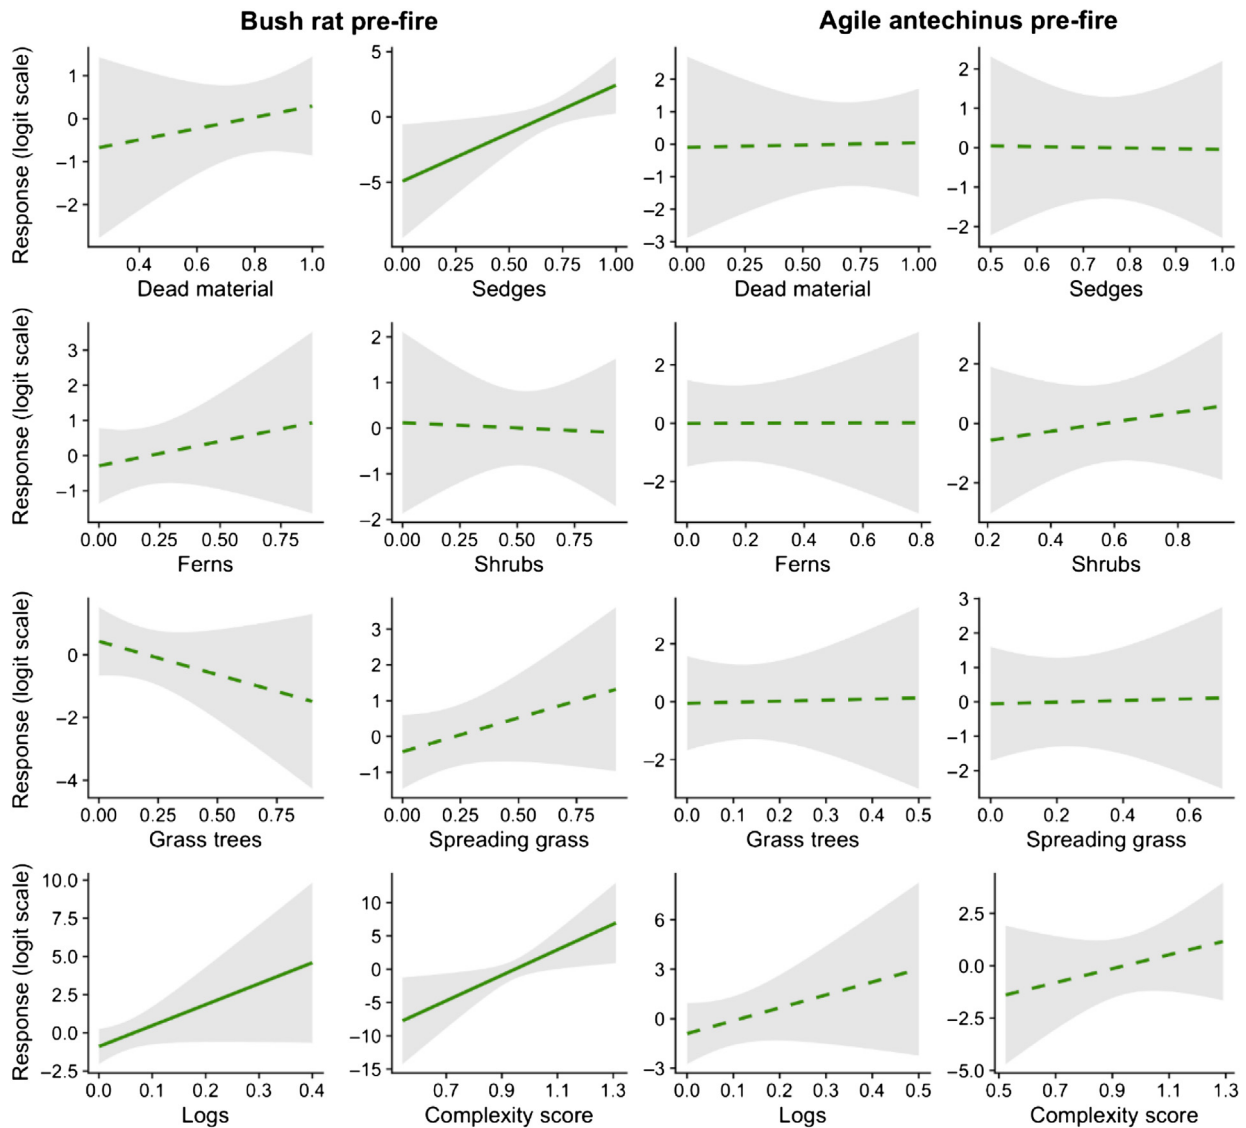 Bush rat pre-fire
Agile antechinus pre-fire
Response (logit scale)
1
0
−1
−2
0.4 0.6 0.8 1.0
Dead material
5
0
−5
0.00 0.25 0.50 0.75 1.00
Sedges
2
1
0
−1
−2
−3
0.00 0.25 0.50 0.75 1.00
Dead material
2
1
0
−1
−2
0.5 0.6 0.7 0.8 0.9 1.0
Sedges
Response (logit scale)
3
2
1
0
−1
0.00 0.25 0.50 0.75
Ferns
2
1
0
−1
−2
0.00 0.25 0.50 0.75
Shrubs
2
0
−2
0.0 0.2 0.4 0.6 0.8
Ferns
2
0
−2
0.2 0.4 0.6 0.8
Shrubs
Response (logit scale)
0
−2
−4
0.00 0.25 0.50 0.75
Grass trees
3
2
1
0
−1
0.00 0.25 0.50 0.75
Spreading grass
2
0
−2
0.0 0.1 0.2 0.3 0.4 0.5
Grass trees
3
2
1
0
−1
−2
0.0 0.2 0.4 0.6
Spreading grass
Response (logit scale)
10.0
7.5
5.0
2.5
0.0
−2.5
0.0 0.1 0.2 0.3 0.4
Logs
10
5
0
−5
−10
−15
0.7 0.9 1.1 1.3
Complexity score
6
3
0
−3
0.0 0.1 0.2 0.3 0.4 0.5
Logs
2.5
0.0
−2.5
−5.0
0.5 0.7 0.9 1.1 1.3
Complexity score